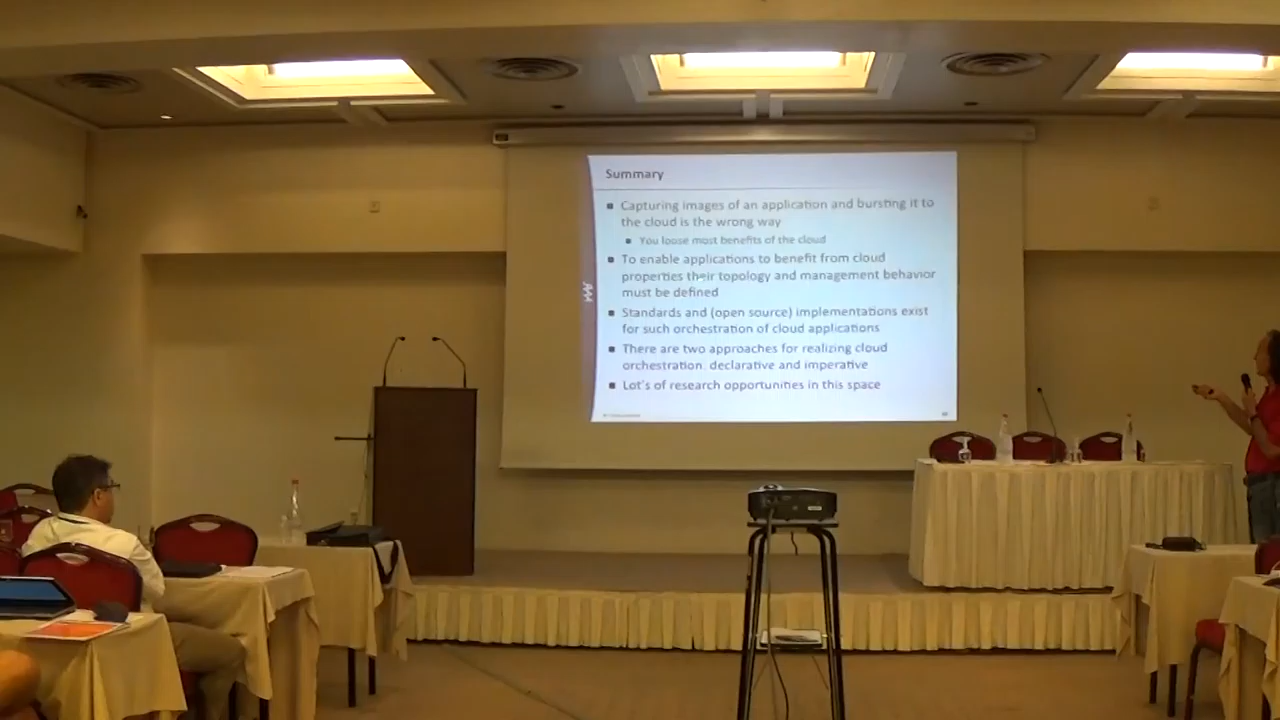 Summary
Capturing images of an application and bursting it to
the cloud is the wrong way
You loose most benefits of the cloud
To enable applications to benefit from cloud
properties their topology and management behavior
must be defined
Standards and (open source) implementations exist
for such orchestration of cloud applications
There are two approaches for realizing cloud
orchestration: declarative and imperative
Lot's of research opportunities in this space